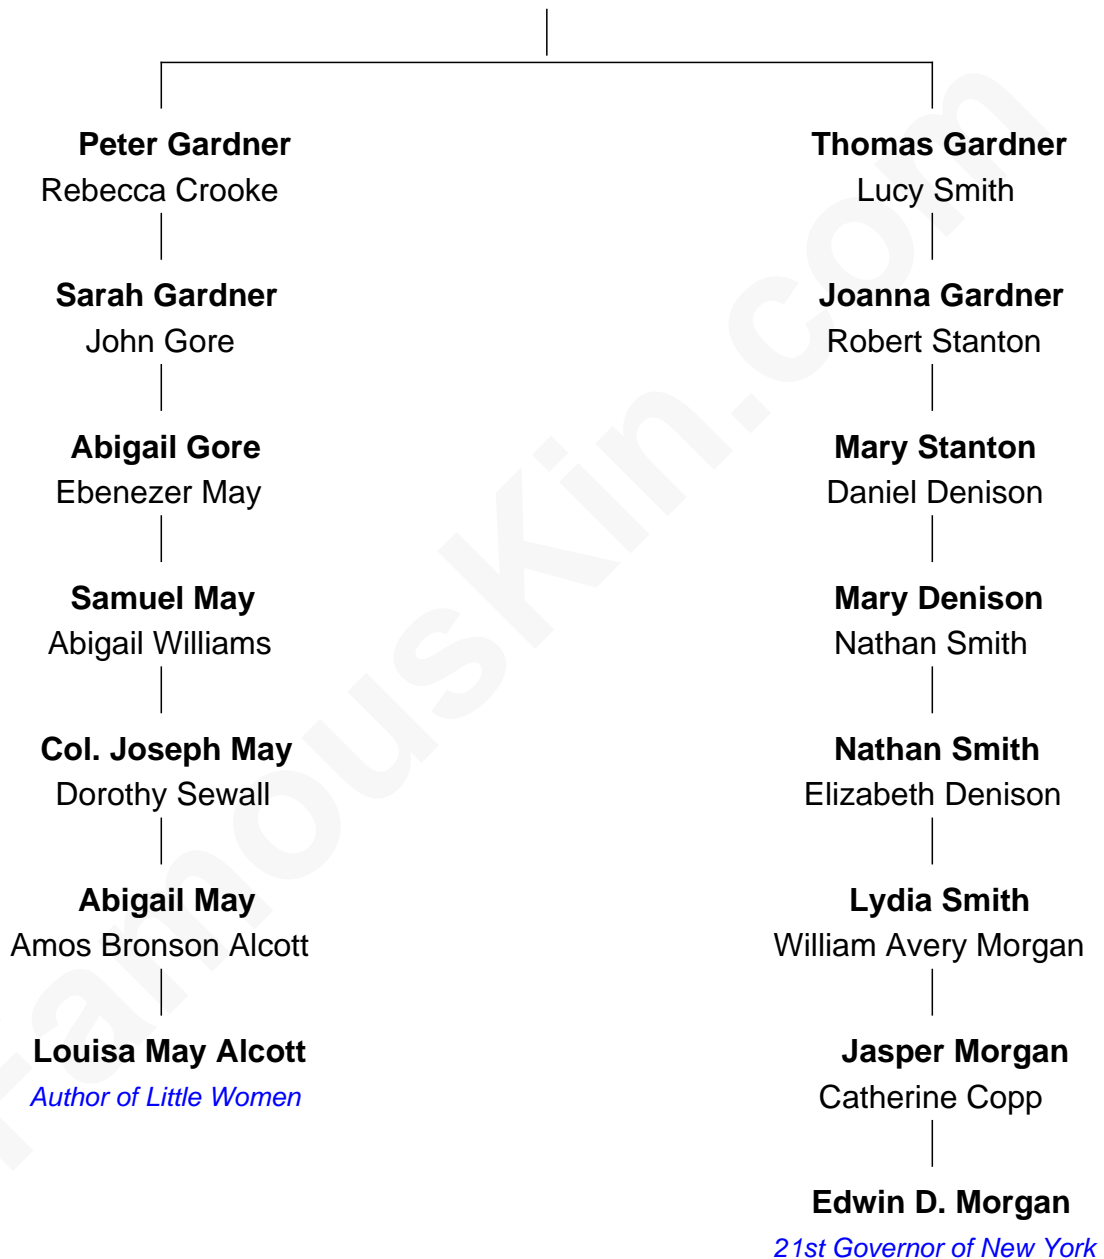 Peter Gardner
Rebecca Crooke
Sarah Gardner
John Gore
Abigail Gore
Ebenezer May
Samuel May
Abigail Williams
Col. Joseph May
Dorothy Sewall
Abigail May
Amos Bronson Alcott
Louisa May Alcott
Author of Little Women
Thomas Gardner
Lucy Smith
Joanna Gardner
Robert Stanton
Mary Stanton
Daniel Denison
Mary Denison
Nathan Smith
Nathan Smith
Elizabeth Denison
Lydia Smith
William Avery Morgan
Jasper Morgan
Catherine Copp
Edwin D. Morgan
21st Governor of New York
FamousKin.com